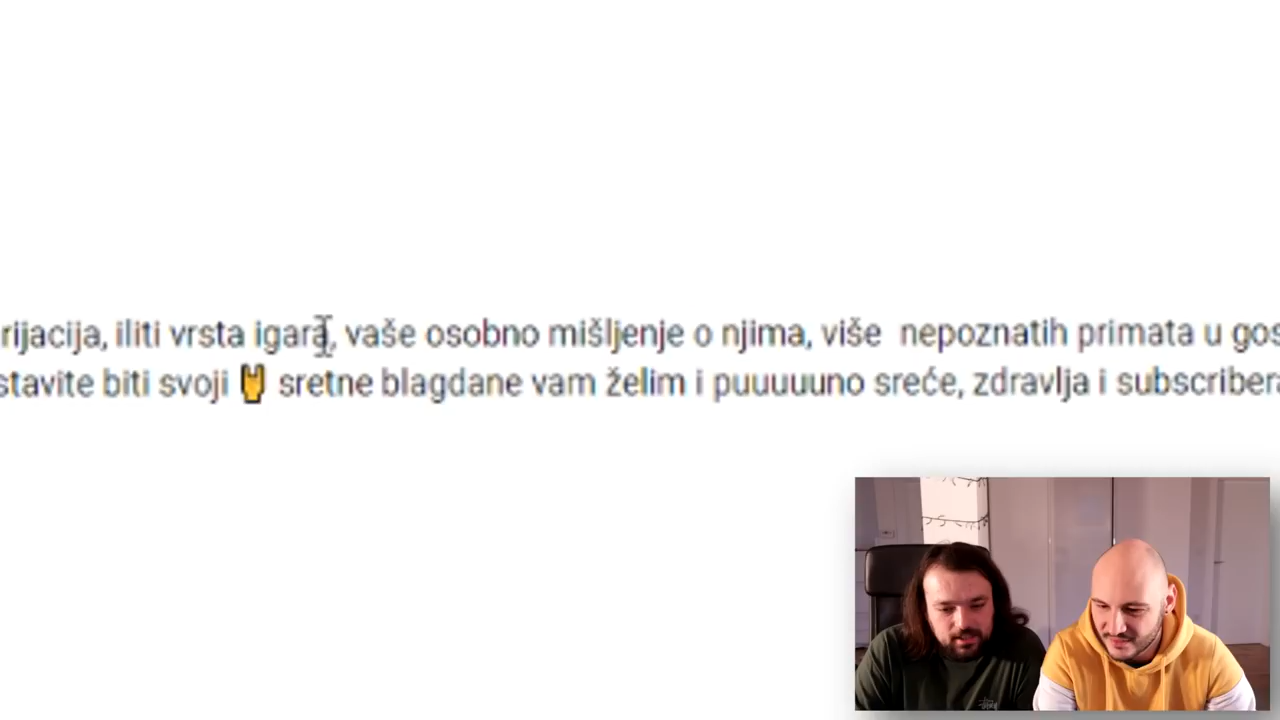 rijacija, iliti vrsta igara, vaše osobno mišljenje o njima, više nepoznatih primata u gos
stavite biti svoji 🤘 sretne blagdane vam želim i puuuuuno sreće, zdravlja i subscribera